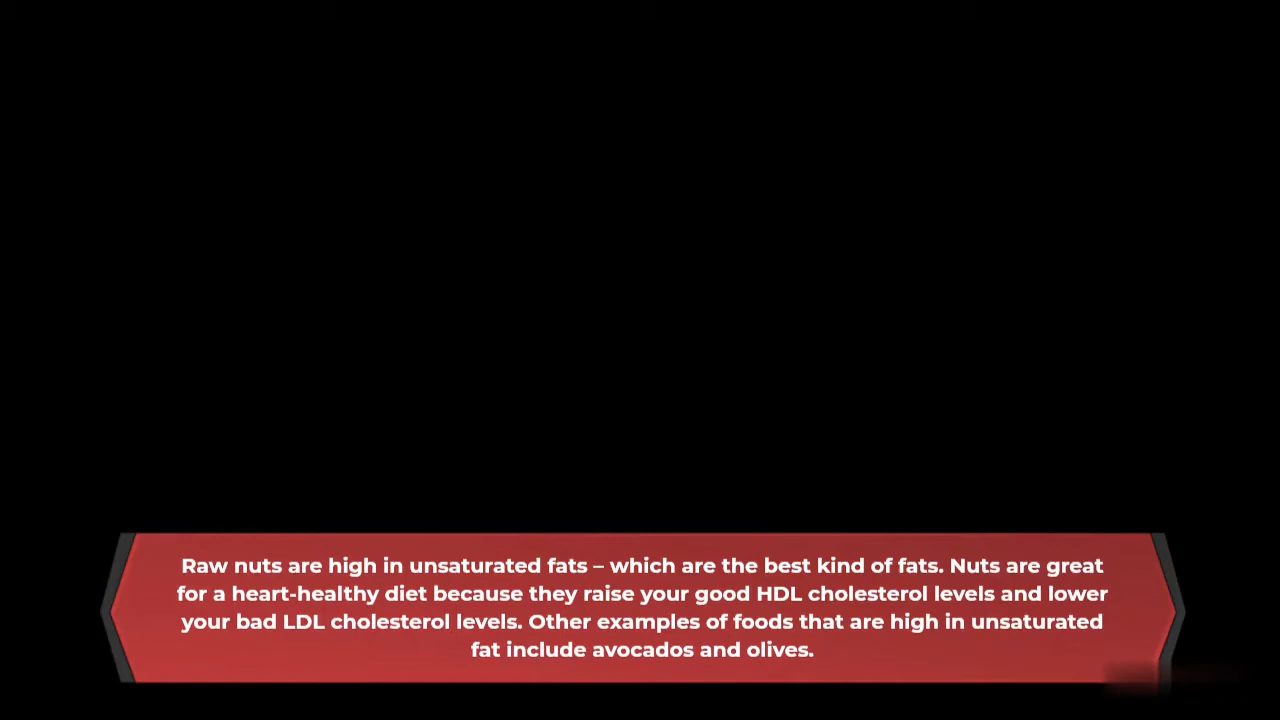 Raw nuts are high in unsaturated fats – which are the best kind of fats. Nuts are great
for a heart-healthy diet because they raise your good HDL cholesterol levels and lower
your bad LDL cholesterol levels. Other examples of foods that are high in unsaturated
fat include avocados and olives.